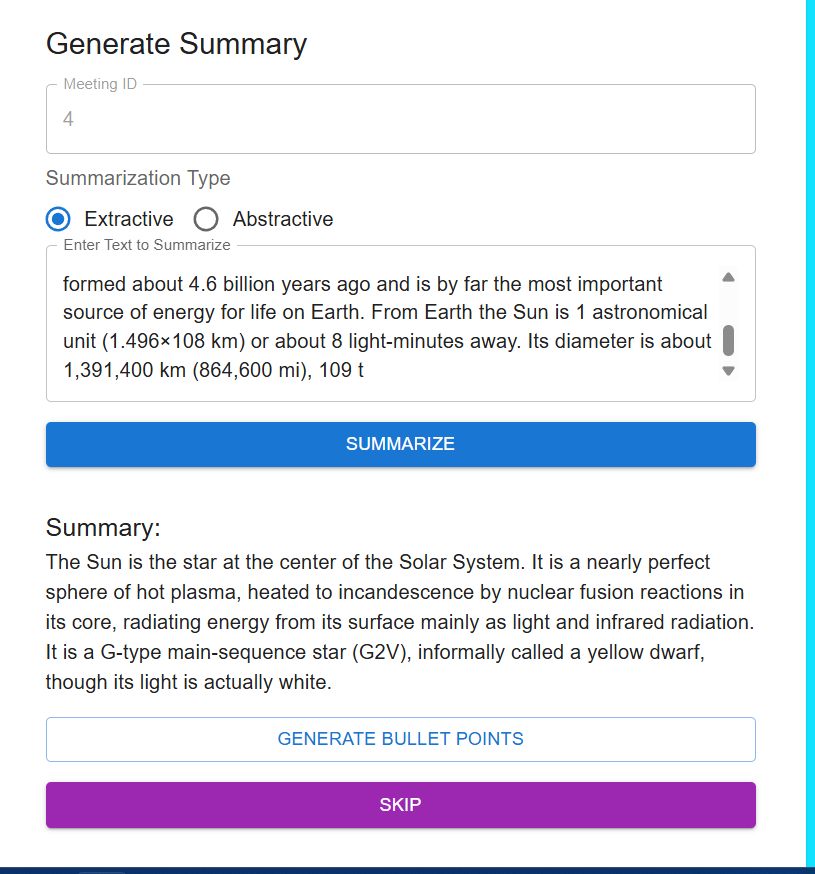 Generate Summary
Meeting ID
4
Summarization Type
Extractive Abstractive
Enter Text to Summarize
formed about 4.6 billion years ago and is by far the most important
source of energy for life on Earth. From Earth the Sun is 1 astronomical
unit (1.496×108 km) or about 8 light-minutes away. Its diameter is about
1,391,400 km (864,600 mi), 109 t
SUMMARIZE
Summary:
The Sun is the star at the center of the Solar System. It is a nearly perfect
sphere of hot plasma, heated to incandescence by nuclear fusion reactions in
its core, radiating energy from its surface mainly as light and infrared radiation.
It is a G-type main-sequence star (G2V), informally called a yellow dwarf,
though its light is actually white.
GENERATE BULLET POINTS
SKIP